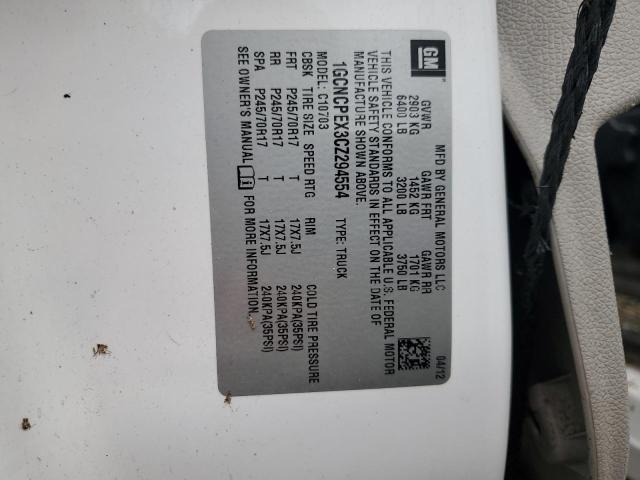 GM
MFD BY GENERAL MOTORS LLC 04/12
GVWR GAWR FRT GAWR RR
2903 KG 1452 KG 1701 KG
6400 LB 3200 LB 3750 LB
THIS VEHICLE CONFORMS TO ALL APPLICABLE U.S. FEDERAL MOTOR
VEHICLE SAFETY STANDARDS IN EFFECT ON THE DATE OF
MANUFACTURE SHOWN ABOVE.
1GCNCPEX3CZ294554 TYPE: TRUCK
MODEL: C10703
CBSK TIRE SIZE SPEED RTG RIM COLD TIRE PRESSURE
FRT P245/70R17 T 17X7.5J 240KPA(35PSI)
RR P245/70R17 T 17X7.5J 240KPA(35PSI)
SPA P245/70R17 T 17X7.5J 240KPA(35PSI)
SEE OWNER'S MANUAL FOR MORE INFORMATION.